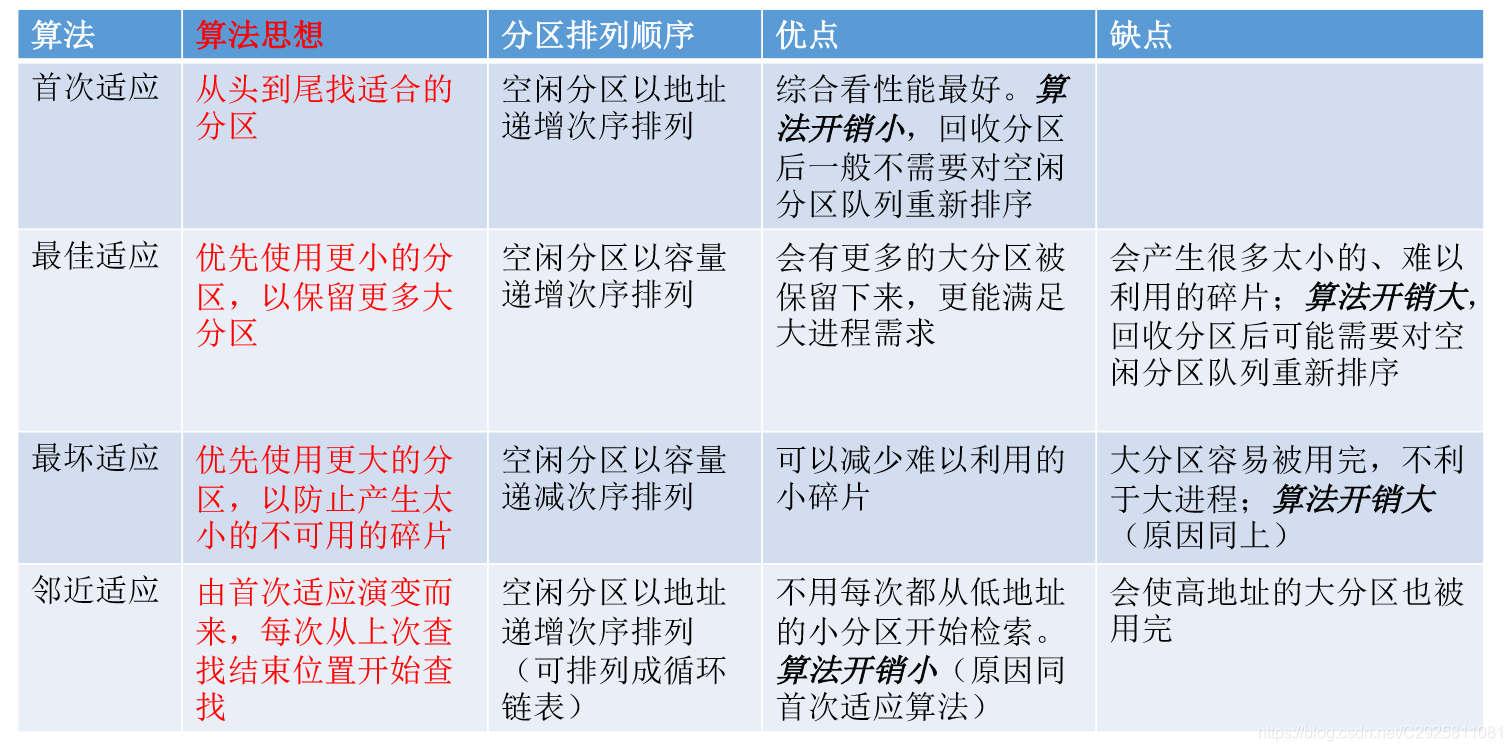 算法
算法思想
分区排列顺序
优点
缺点
首次适应
从头到尾找适合的
分区
空闲分区以地址
递增次序排列
综合看性能最好。算
法开销小，回收分区
后一般不需要对空闲
分区队列重新排序
最佳适应
优先使用更小的分
区，以保留更多大
分区
空闲分区以容量
递增次序排列
会有更多的大分区被
保留下来，更能满足
大进程需求
会产生很多太小的、难以
利用的碎片；算法开销大，
回收分区后可能需要对空
闲分区队列重新排序
最坏适应
优先使用更大的分
区，以防止产生太
小的不可用的碎片
空闲分区以容量
递减次序排列
可以减少难以利用的
小碎片
大分区容易被用完，不利
于大进程；算法开销大
（原因同上）
邻近适应
由首次适应演变而
来，每次从上次查
找结束位置开始查
找
空闲分区以地址
递增次序排列
（可排列成循环
链表）
不用每次都从低地址
的小分区开始检索。
算法开销小（原因同
首次适应算法）
会使高地址的大分区也被
用完
https://blog.csdn.net/C2925811081